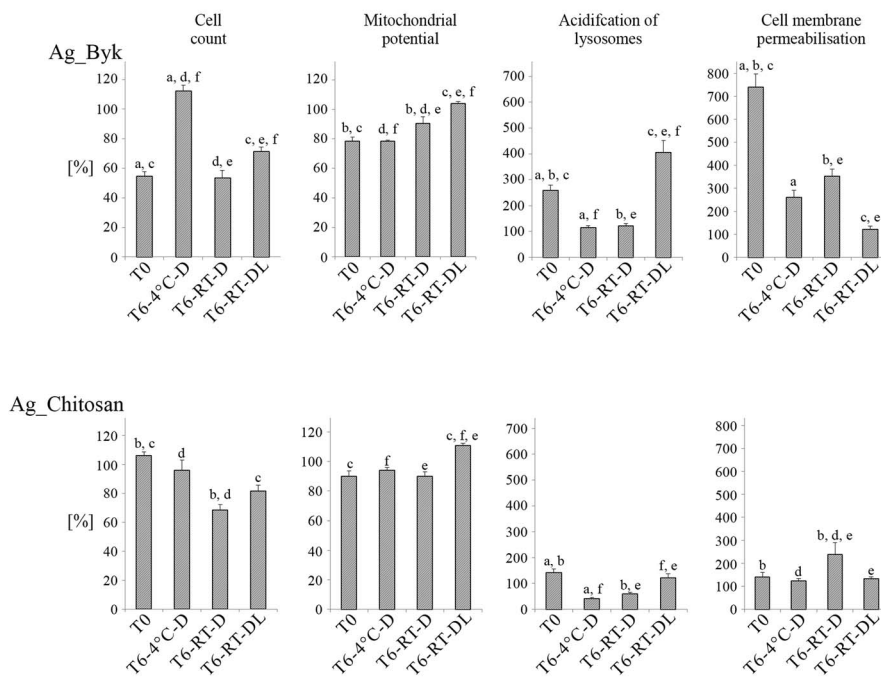 Cell
count
Mitochondrial
potential
Acidifcation of
lysosomes
Cell membrane
permeabilisation
Ag_Byk
[%]
120
100
80
60
40
20
0
a, c
a, d, f
d, e
c, e, f
T0
T6-4°C-D
T6-RT-D
T6-RT-DL
120
100
80
60
40
20
0
b, c
d, f
b, d, e
c, e, f
T0
T6-4°C-D
T6-RT-D
T6-RT-DL
700
600
500
400
300
200
100
0
a, b, c
a, f
b, e
c, e, f
T0
T6-4°C-D
T6-RT-D
T6-RT-DL
800
700
600
500
400
300
200
100
0
a, b, c
a
b, e
c, e
T0
T6-4°C-D
T6-RT-D
T6-RT-DL
Ag_Chitosan
[%]
120
100
80
60
40
20
0
b, c
d
b, d
c
T0
T6-4°C-D
T6-RT-D
T6-RT-DL
120
100
80
60
40
20
0
c
f
e
c, f, e
T0
T6-4°C-D
T6-RT-D
T6-RT-DL
700
600
500
400
300
200
100
0
a, b
a, f
b, e
f, e
T0
T6-4°C-D
T6-RT-D
T6-RT-DL
800
700
600
500
400
300
200
100
0
b
d
b, d, e
e
T0
T6-4°C-D
T6-RT-D
T6-RT-DL